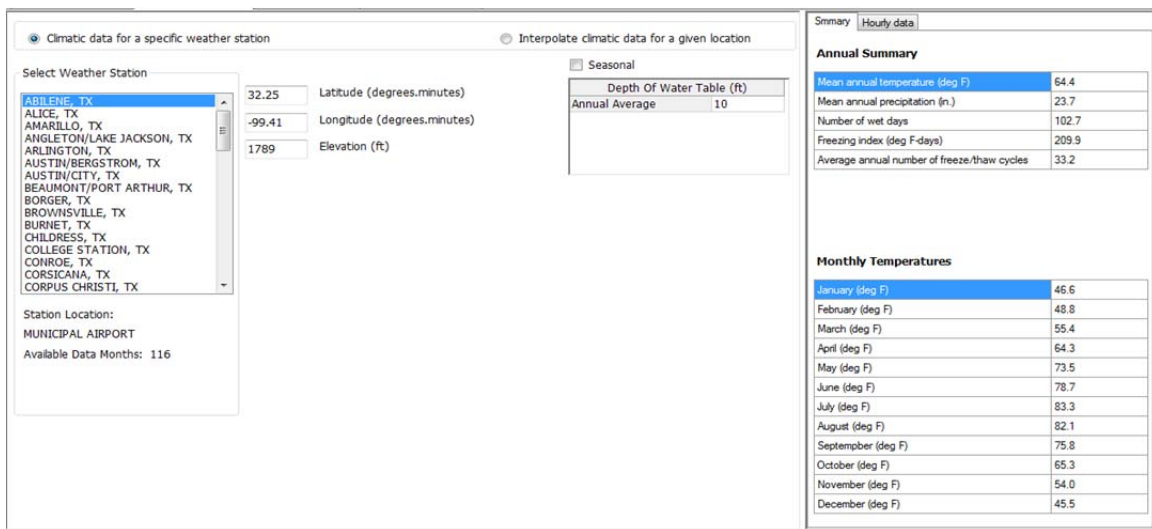 Climatic data for a specific weather station
Interpolate climatic data for a given location
Select Weather Station
ABILENE, TX
ALICE, TX
AMARILLO, TX
ANGLETON/LAKE JACKSON, TX
ARLINGTON, TX
AUSTIN/BERGSTROM, TX
AUSTIN/CITY, TX
BEAUMONT/PORT ARTHUR, TX
BORGER, TX
BROWNSVILLE, TX
BURNET, TX
CHILDRESS, TX
COLLEGE STATION, TX
CONROE, TX
CORSICANA, TX
CORPUS CHRISTI, TX
Station Location:
MUNICIPAL AIRPORT
Available Data Months: 116
32.25 Latitude (degrees.minutes)
-99.41 Longitude (degrees.minutes)
1789 Elevation (ft)
Seasonal
Depth Of Water Table (ft)
Annual Average 10
Smmary Hourly data
Annual Summary
Mean annual temperature (deg F) 64.4
Mean annual precipitation (in.) 23.7
Number of wet days 102.7
Freezing index (deg F-days) 209.9
Average annual number of freeze/thaw cycles 33.2
Monthly Temperatures
January (deg F) 46.6
February (deg F) 48.8
March (deg F) 55.4
April (deg F) 64.3
May (deg F) 73.5
June (deg F) 78.7
July (deg F) 83.3
August (deg F) 82.1
Septempber (deg F) 75.8
October (deg F) 65.3
November (deg F) 54.0
December (deg F) 45.5